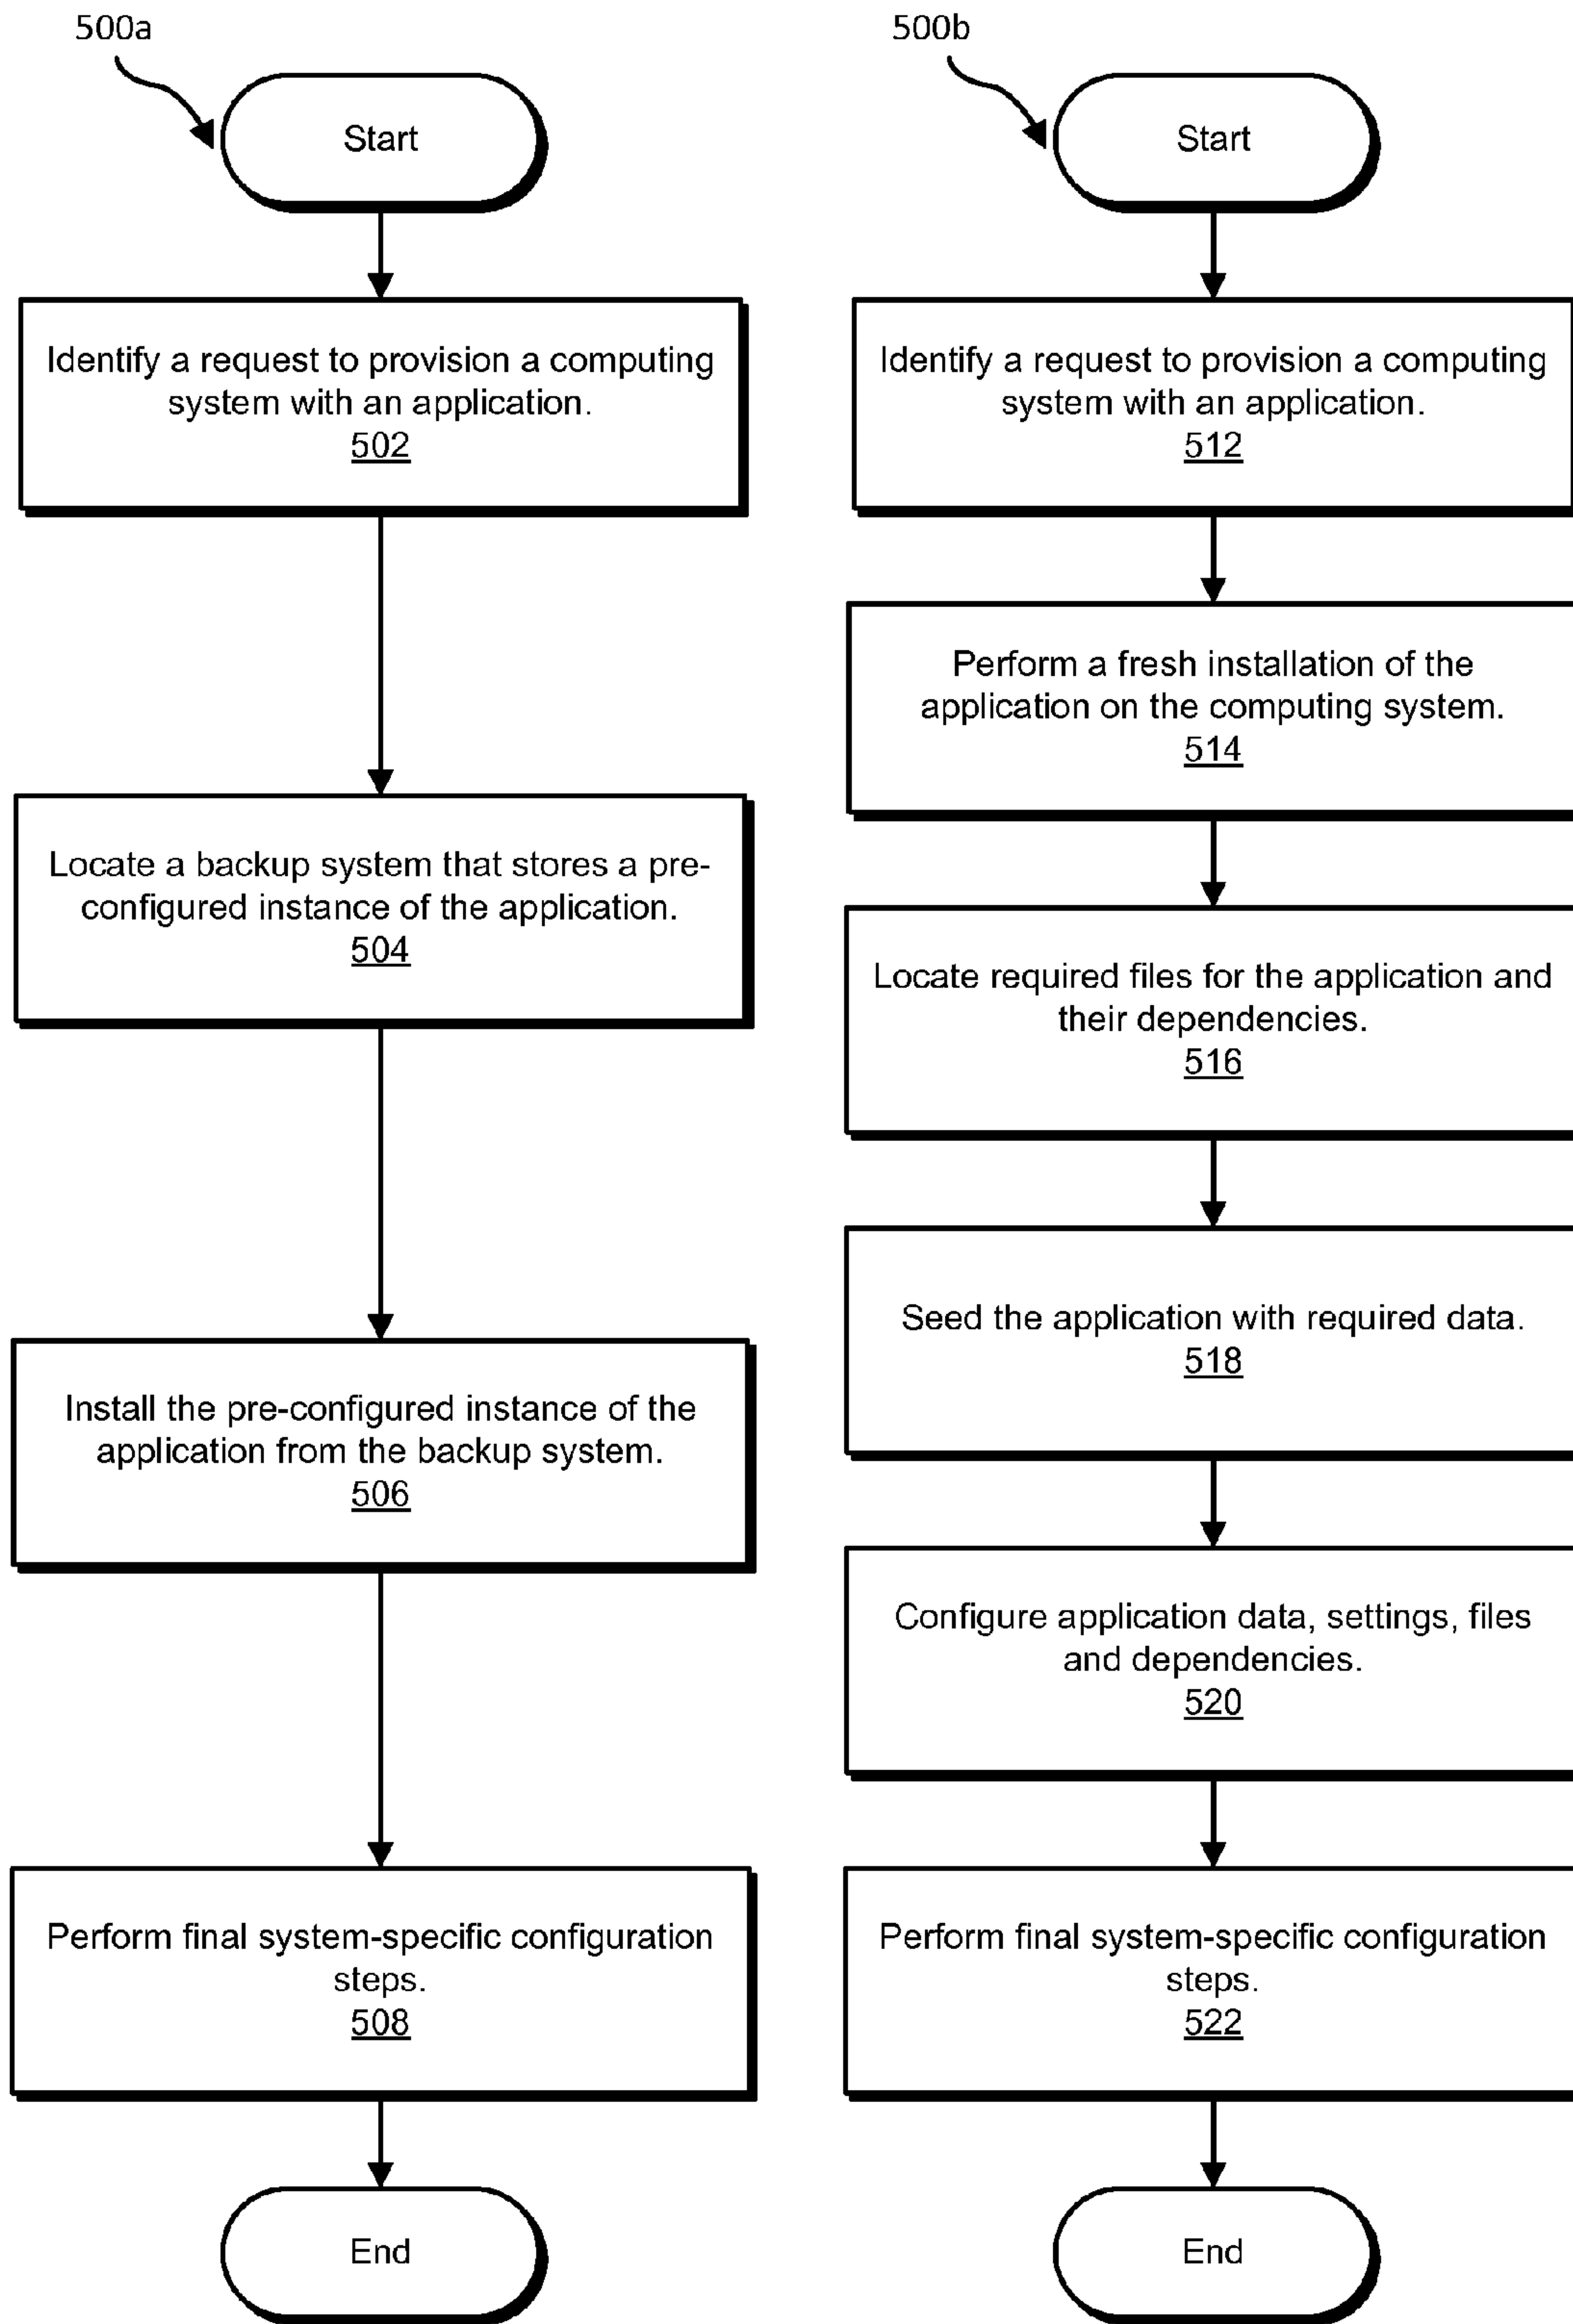 500a
Start
Identify a request to provision a computing
system with an application.
502
Locate a backup system that stores a pre-
configured instance of the application.
504
Install the pre-configured instance of the
application from the backup system.
506
Perform final system-specific configuration
steps.
508
End
500b
Start
Identify a request to provision a computing
system with an application.
512
Perform a fresh installation of the
application on the computing system.
514
Locate required files for the application and
their dependencies.
516
Seed the application with required data.
518
Configure application data, settings, files
and dependencies.
520
Perform final system-specific configuration
steps.
522
End